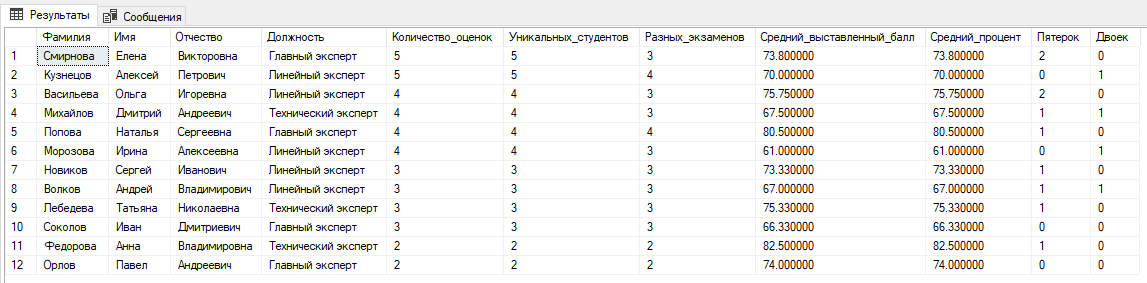 Результаты Сообщения
Фамилия Имя Отчество Должность Количество_оценок Уникальных_студентов Разных_экзаменов Средний_выставленный_балл Средний_процент Пятерок Двоек
1 Смирнова Елена Викторовна Главный эксперт 5 5 3 73.800000 73.800000 2 0
2 Кузнецов Алексей Петрович Линейный эксперт 5 5 4 70.000000 70.000000 0 1
3 Васильева Ольга Игоревна Линейный эксперт 4 4 3 75.750000 75.750000 2 0
4 Михайлов Дмитрий Андреевич Технический эксперт 4 4 3 67.500000 67.500000 1 1
5 Попова Наталья Сергеевна Главный эксперт 4 4 4 80.500000 80.500000 1 0
6 Морозова Ирина Алексеевна Линейный эксперт 4 4 3 61.000000 61.000000 0 1
7 Новиков Сергей Иванович Линейный эксперт 3 3 3 73.330000 73.330000 1 0
8 Волков Андрей Владимирович Линейный эксперт 3 3 3 67.000000 67.000000 1 1
9 Лебедева Татьяна Николаевна Технический эксперт 3 3 3 75.330000 75.330000 1 0
10 Соколов Иван Дмитриевич Главный эксперт 3 3 3 66.330000 66.330000 0 0
11 Федорова Анна Владимировна Технический эксперт 2 2 2 82.500000 82.500000 1 0
12 Орлов Павел Андреевич Главный эксперт 2 2 2 74.000000 74.000000 0 0